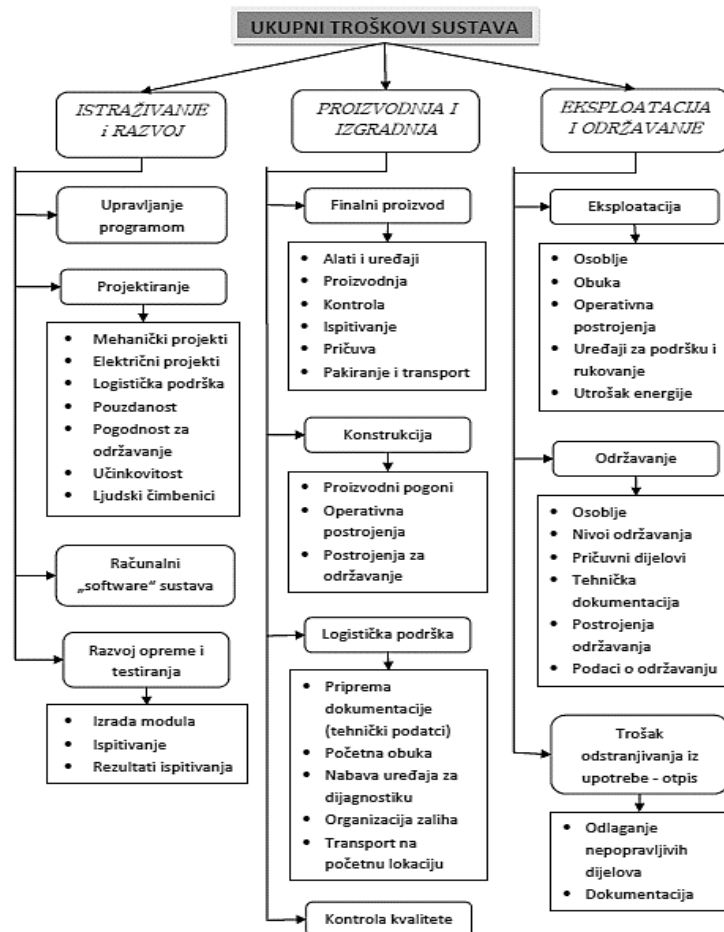 UKUPNI TROŠKOVI SUSTAVA
ISTRAŽIVANJE
i RAZVOJ
Upravljanje
programom
Projektiranje
• Mehanički projekti
• Električni projekti
• Logistička podrška
• Pouzdanost
• Pogodnost za
održavanje
• Učinkovitost
• Ljudski čimbenici
Računalni
„software“ sustava
Razvoj opreme i
testiranja
• Izrada modula
• Ispitivanje
• Rezultati ispitivanja
PROIZVODNJA I
IZGRADNJA
Finalni proizvod
• Alati i uređaji
• Proizvodnja
• Kontrola
• Ispitivanje
• Pričuva
• Pakiranje i transport
Konstrukcija
• Proizvodni pogoni
• Operativna
postrojenja
• Postrojenja za
održavanje
Logistička podrška
• Priprema
dokumentacije
(tehnički podatci)
• Početna obuka
• Nabava uređaja za
dijagnostiku
• Organizacija zaliha
• Transport na
početnu lokaciju
Kontrola kvalitete
EKSPLOATACIJA
I ODRŽAVANJE
Eksploatacija
• Osoblje
• Obuka
• Operativna
postrojenja
• Uređaji za podršku i
rukovanje
• Utrošak energije
Održavanje
• Osoblje
• Nivoi održavanja
• Pričuvni dijelovi
• Tehnička
dokumentacija
• Postrojenja
održavanja
• Podaci o održavanju
Trošak
odstranjivanja iz
upotrebe - otpis
• Odlaganje
nepopravljivih
dijelova
• Dokumentacija